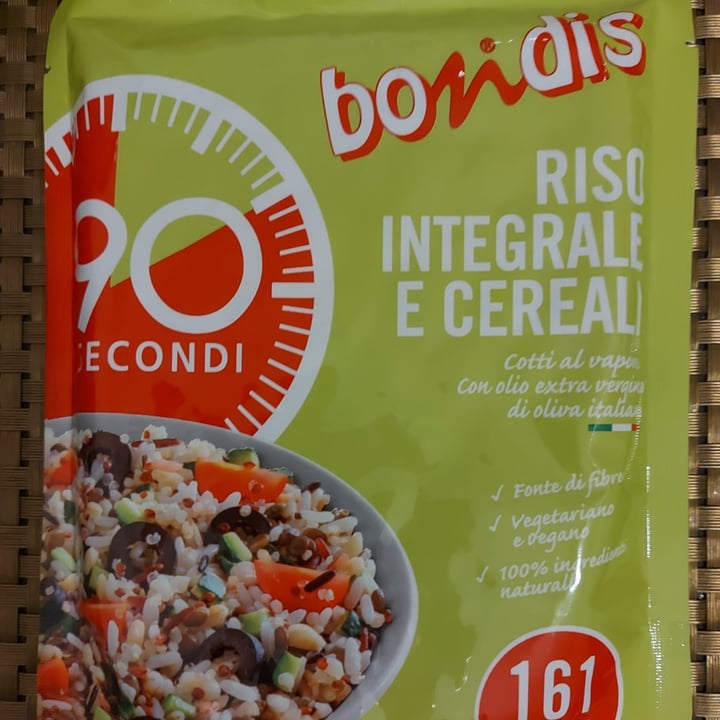 bonidis
®
RISO
INTEGRALE
E CEREALI
90
SECONDI
Cotti al vapore
Con olio extra vergine
di oliva italiano
✓ Fonte di fibre
✓ Vegetariano
e vegano
✓ 100% ingredienti
naturali
161